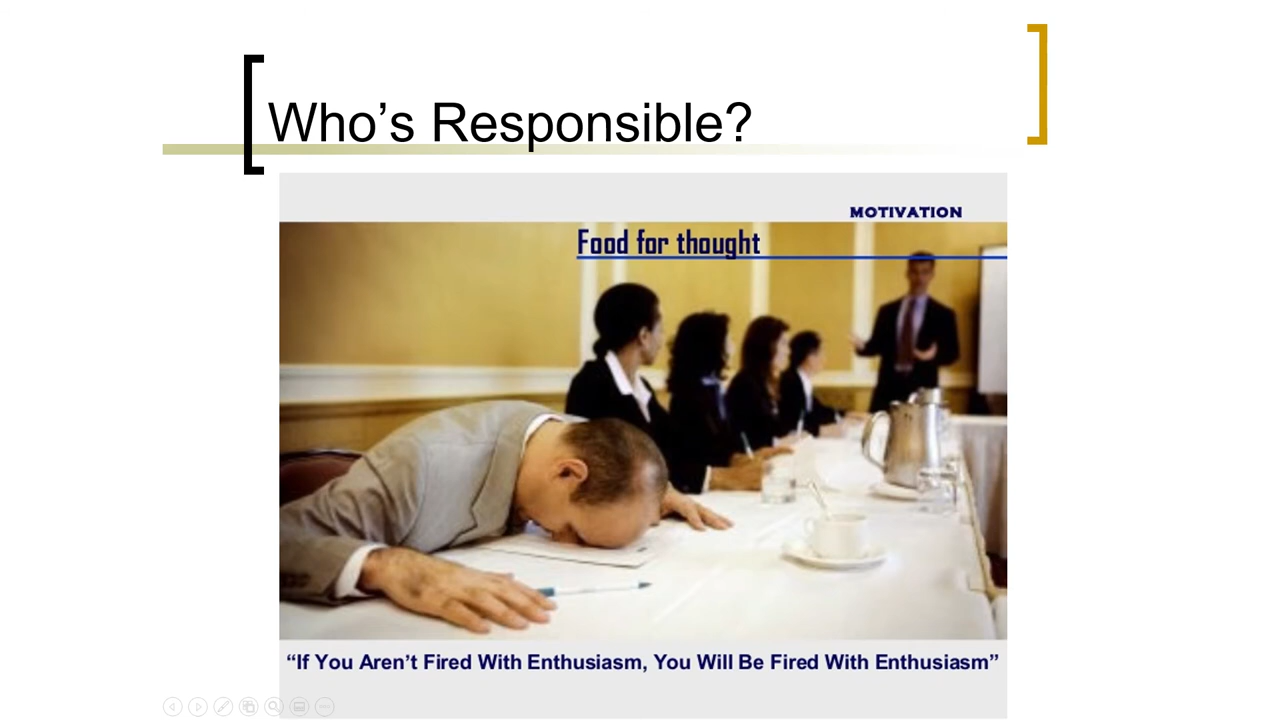 Who’s Responsible?
MOTIVATION
Food for thought
“If You Aren’t Fired With Enthusiasm, You Will Be Fired With Enthusiasm”